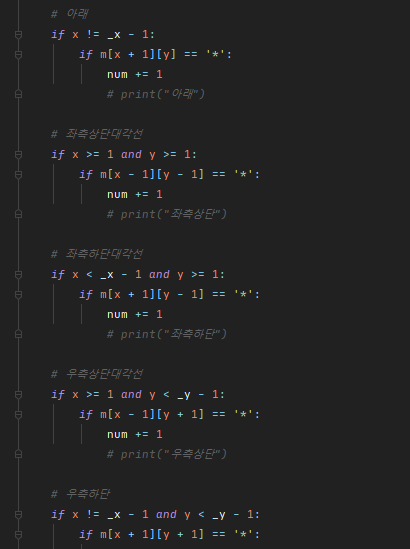 # 아래
if x != _x - 1:
if m[x + 1][y] == '*':
num += 1
# print("아래")
# 좌측상단대각선
if x >= 1 and y >= 1:
if m[x - 1][y - 1] == '*':
num += 1
# print("좌측상단")
# 좌측하단대각선
if x < _x - 1 and y >= 1:
if m[x + 1][y - 1] == '*':
num += 1
# print("좌측하단")
# 우측상단대각선
if x >= 1 and y < _y - 1:
if m[x - 1][y + 1] == '*':
num += 1
# print("우측상단")
# 우측하단
if x != _x - 1 and y < _y - 1:
if m[x + 1][y + 1] == '*':